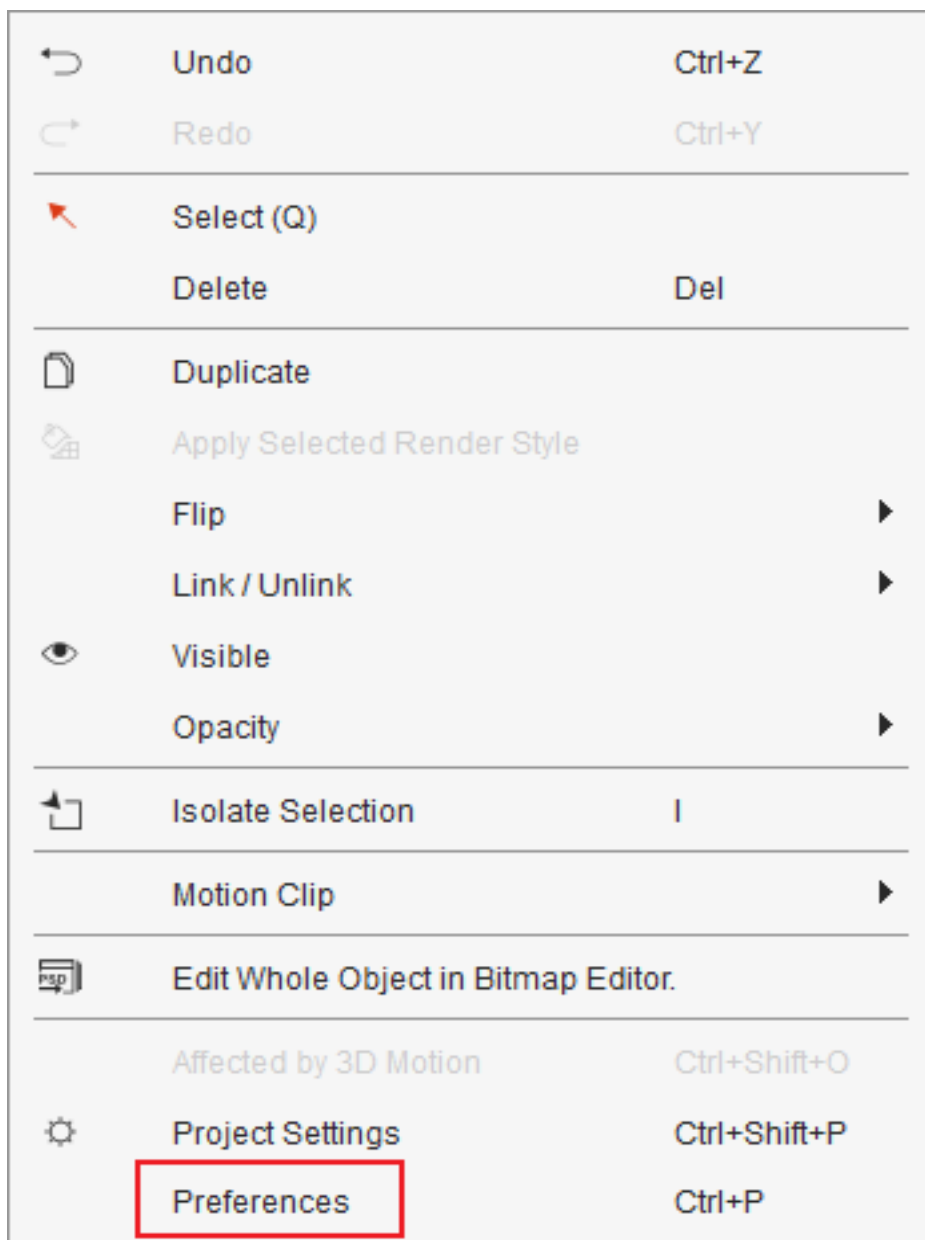 Undo Ctrl+Z
Redo Ctrl+Y
Select (Q)
Delete Del
Duplicate
Apply Selected Render Style
Flip
Link / Unlink
Visible
Opacity
Isolate Selection I
Motion Clip
PSD Edit Whole Object in Bitmap Editor.
Affected by 3D Motion Ctrl+Shift+O
Project Settings Ctrl+Shift+P
Preferences Ctrl+P